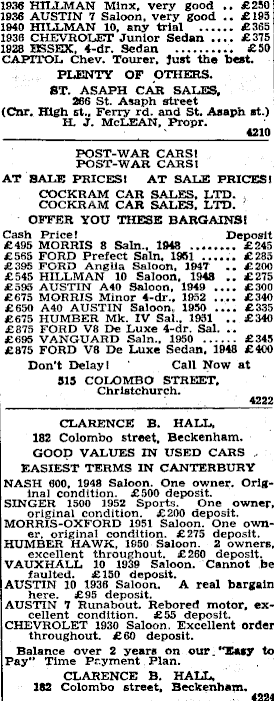 1936 HILLMAN Minx, very good .. £250
1936 AUSTIN 7 Saloon, very good .. £195
1940 HILLMAN 10, any trial ..... £365
1936 CHEVROLET Junior Sedan .... £375
1928 ESSEX, 4-dr. Sedan ..... £50
CAPITOL Chev. Tourer, just the best.
PLENTY OF OTHERS.
ST. ASAPH CAR SALES,
266 St. Asaph street
(Cnr. High st., Ferry rd. and St. Asaph st.)
H. J. McLEAN, Propr.
4210
POST-WAR CARS!
POST-WAR CARS!
AT SALE PRICES! AT SALE PRICES!
COCKRAM CAR SALES, LTD.
COCKRAM CAR SALES, LTD.
OFFER YOU THESE BARGAINS!
Cash Price! Deposit
£495 MORRIS 8 Saln., 1948 ........ £245
£565 FORD Prefect Saln, 1951 ...... £285
£395 FORD Anglia Saloon, 1947 .. £200
£545 HILLMAN 10 Saloon, 1948 .. £275
£595 AUSTIN A40 Saloon, 1949 .. £300
£675 MORRIS Minor 4-dr., 1952 .. £340
£650 A40 AUSTIN Saloon, 1950 .. £335
£675 HUMBER Mk. IV Sal., 1951 .. £340
£875 FORD V8 De Luxe 4-dr. Sal. ..
£695 VANGUARD Saln., 1950 ...... £345
£875 FORD V8 De Luxe Sedan, 1948 £400
Don't Delay! Call Now at
515 COLOMBO STREET,
Christchurch.
4222
CLARENCE B. HALL,
182 Colombo street, Beckenham.
GOOD VALUES IN USED CARS
EASIEST TERMS IN CANTERBURY
NASH 600, 1948 Saloon. One owner. Orig-
inal condition. £500 deposit.
SINGER 1500 1952 Sports. One owner,
original condition. £200 deposit.
MORRIS-OXFORD 1951 Saloon. One own-
er, original condition. £275 deposit.
HUMBER HAWK, 1950 Saloon. 2 owners,
excellent throughout. £260 deposit.
VAUXHALL 10 1939 Saloon. Cannot be
faulted. £150 deposit.
AUSTIN 10 1936 Saloon. A real bargain
here. £95 deposit.
AUSTIN 7 Runabout. Rebored motor, ex-
cellent condition. £55 deposit.
CHEVROLET 1930 Saloon. Excellent order
throughout. £60 deposit.
Balance over 2 years on our "Easy to
Pay" Time Payment Plan.
CLARENCE B. HALL,
182 Colombo street, Beckenham.
4224